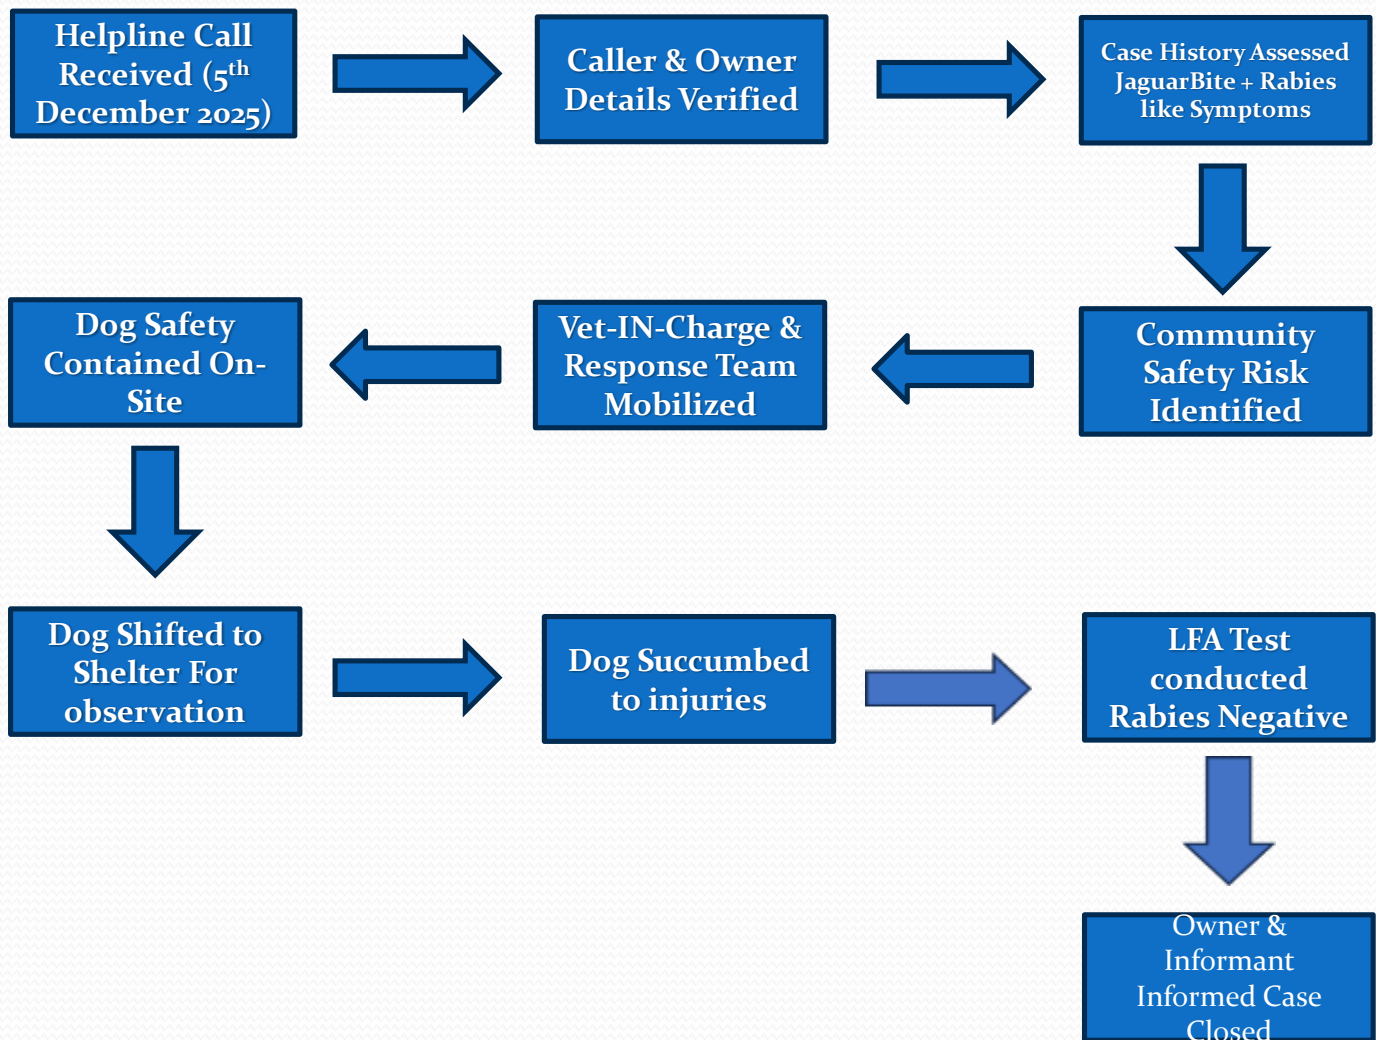 Helpline Call
Received (5th
December 2025)
Caller & Owner
Details Verified
Case History Assessed
JaguarBite + Rabies
like Symptoms
Community
Safety Risk
Identified
Vet-IN-Charge &
Response Team
Mobilized
Dog Safety
Contained On-
Site
Dog Shifted to
Shelter For
observation
Dog Succumbed
to injuries
LFA Test
conducted
Rabies Negative
Owner &
Informant
Informed Case
Closed